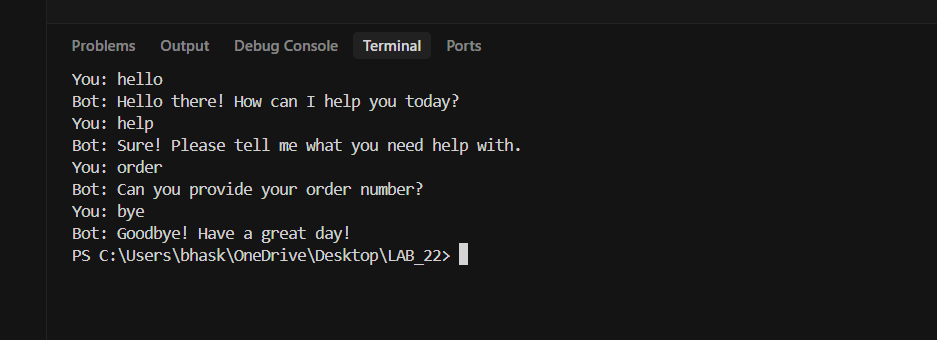 Problems Output Debug Console Terminal Ports
You: hello
Bot: Hello there! How can I help you today?
You: help
Bot: Sure! Please tell me what you need help with.
You: order
Bot: Can you provide your order number?
You: bye
Bot: Goodbye! Have a great day!
PS C:\Users\bhask\OneDrive\Desktop\LAB_22>